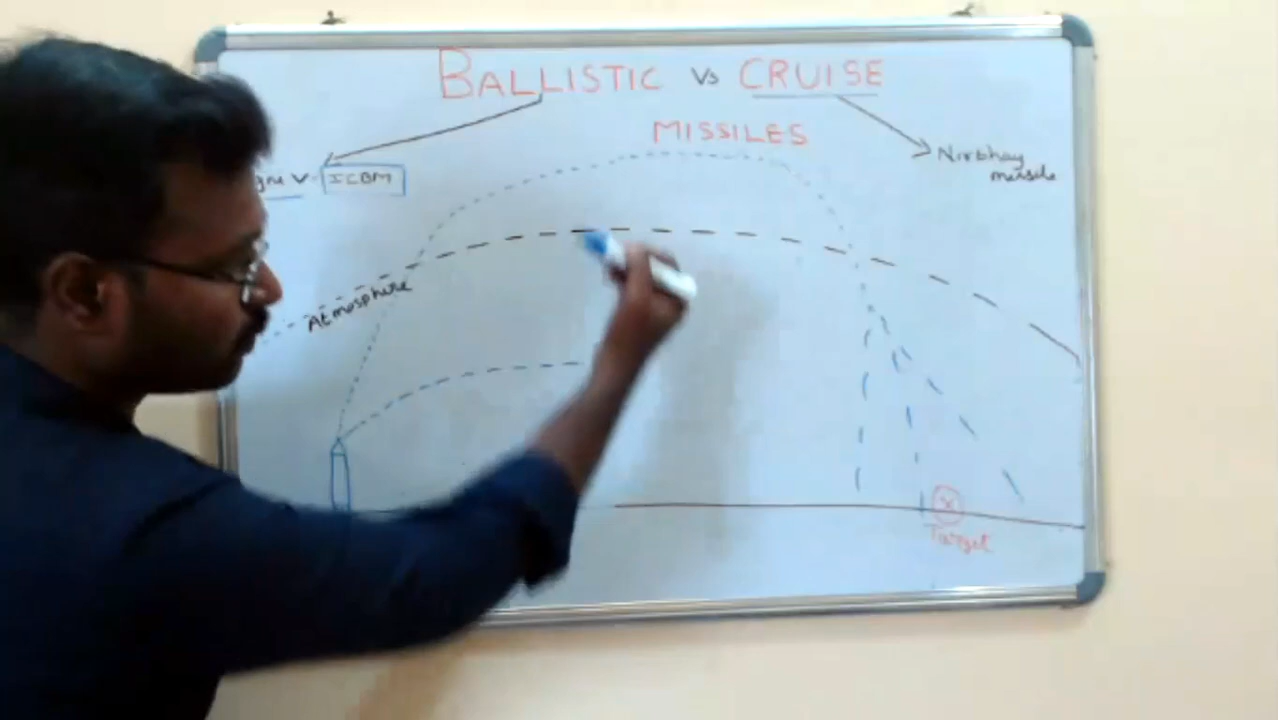 BALLISTIC VS CRUISE
MISSILES
V - ICBM
Nirbhay
missile
Atmosphere
X
Target